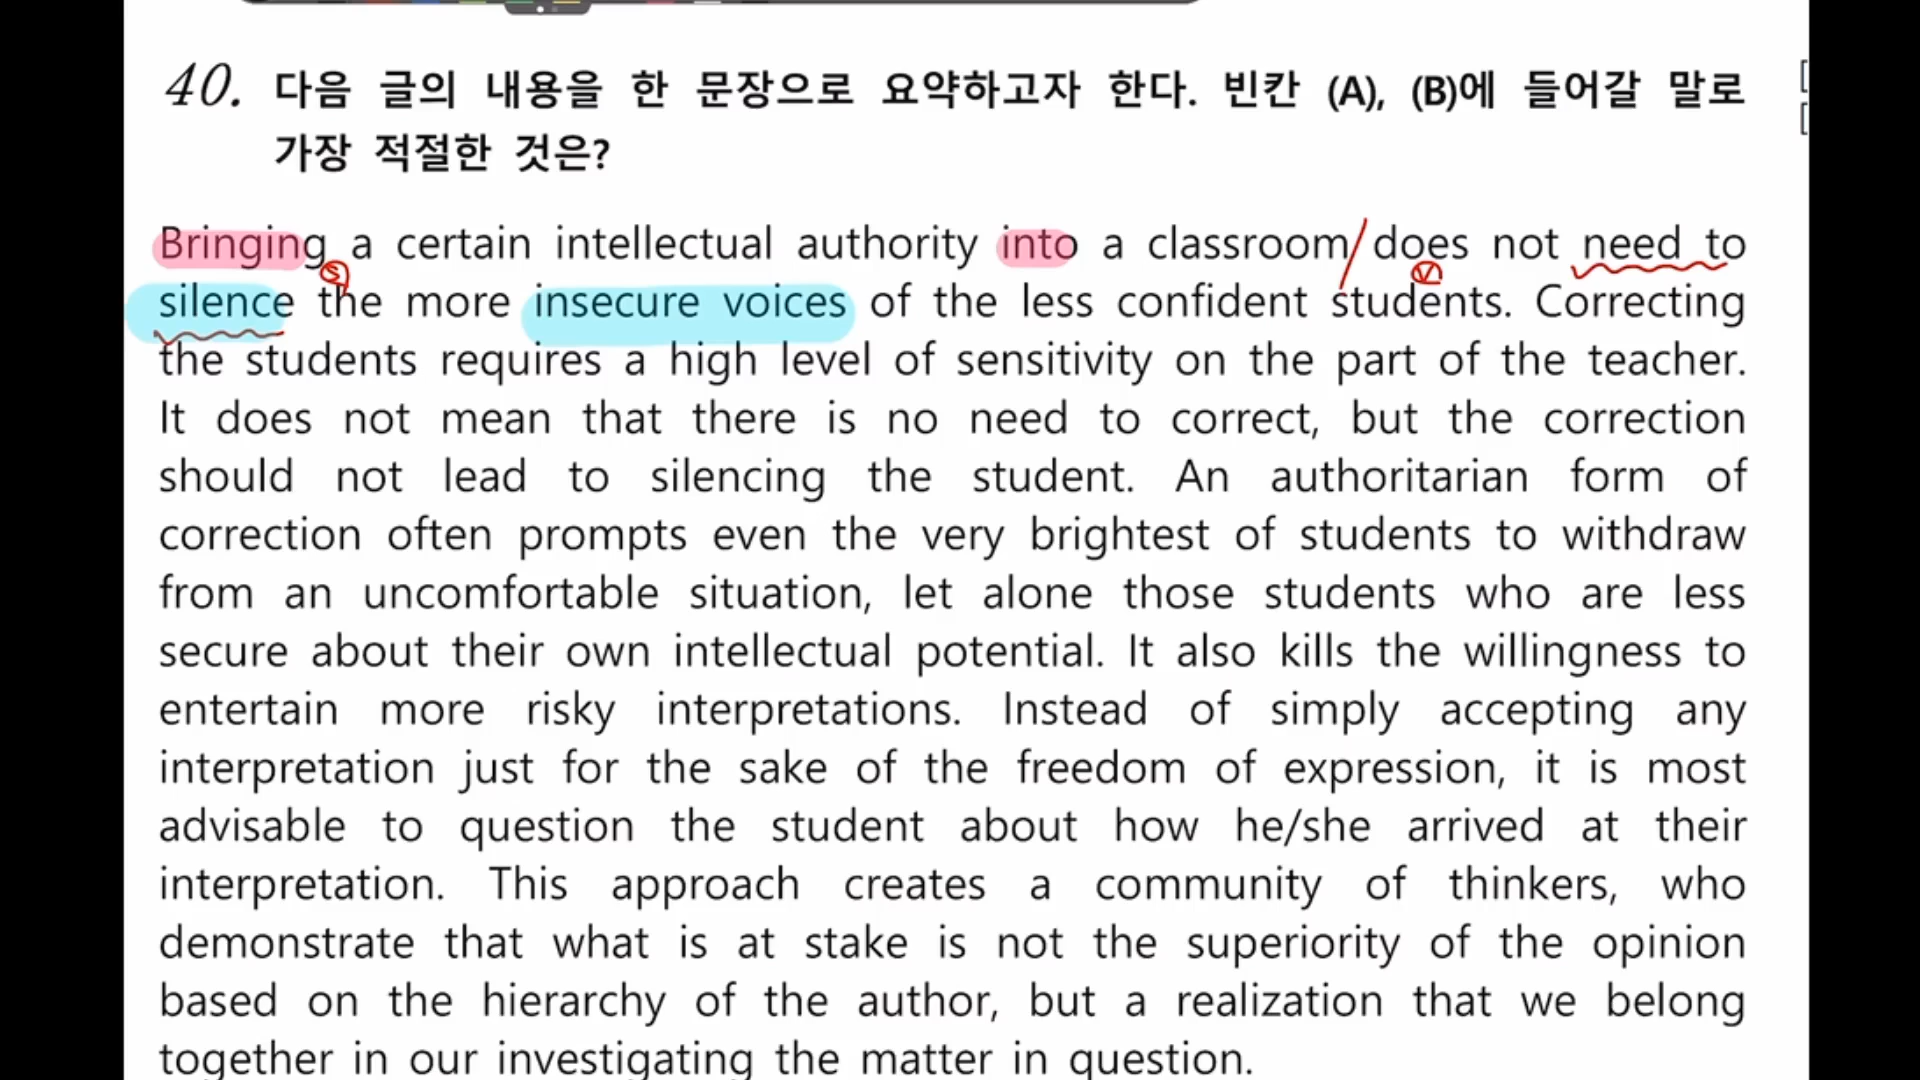 40. 다음 글의 내용을 한 문장으로 요약하고자 한다. 빈칸 (A), (B)에 들어갈 말로
가장 적절한 것은?
Bringing a certain intellectual authority into a classroom/ does not need to
S V
silence the more insecure voices of the less confident students. Correcting
the students requires a high level of sensitivity on the part of the teacher.
It does not mean that there is no need to correct, but the correction
should not lead to silencing the student. An authoritarian form of
correction often prompts even the very brightest of students to withdraw
from an uncomfortable situation, let alone those students who are less
secure about their own intellectual potential. It also kills the willingness to
entertain more risky interpretations. Instead of simply accepting any
interpretation just for the sake of the freedom of expression, it is most
advisable to question the student about how he/she arrived at their
interpretation. This approach creates a community of thinkers, who
demonstrate that what is at stake is not the superiority of the opinion
based on the hierarchy of the author, but a realization that we belong
together in our investigating the matter in question.